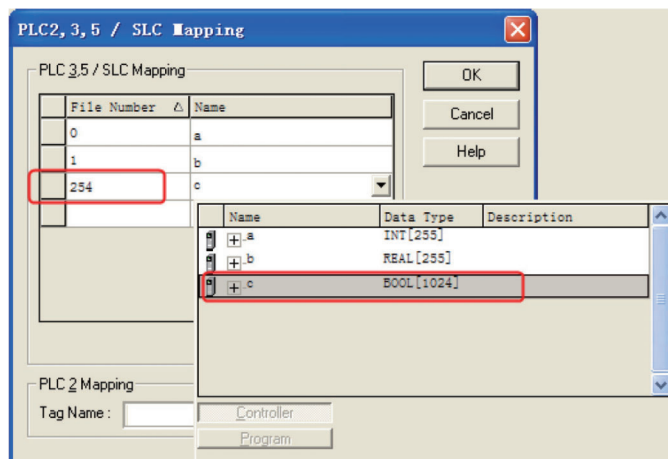 PLC2,3,5 / SLC Mapping
PLC 3,5 / SLC Mapping
OK
File Number Name
Cancel
0 a
1 b
Help
254 c
Name Data Type Description
a INT[255]
b REAL[255]
c BOOL[1024]
PLC 2 Mapping
Tag Name :
Controller
Program